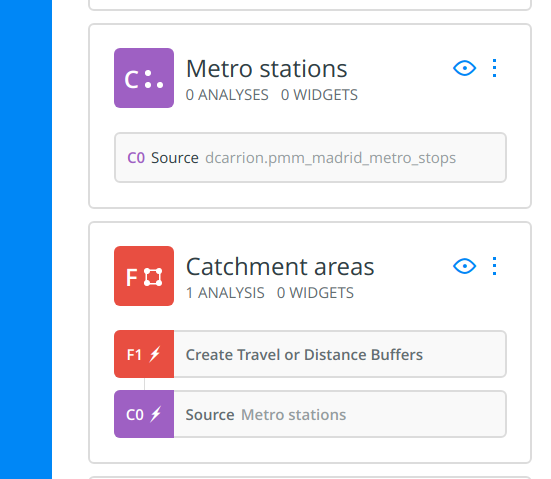 C
Metro stations
0 ANALYSES 0 WIDGETS
C0 Source dcarrion.pmm_madrid_metro_stops
F
Catchment areas
1 ANALYSIS 0 WIDGETS
F1 Create Travel or Distance Buffers
C0 Source Metro stations